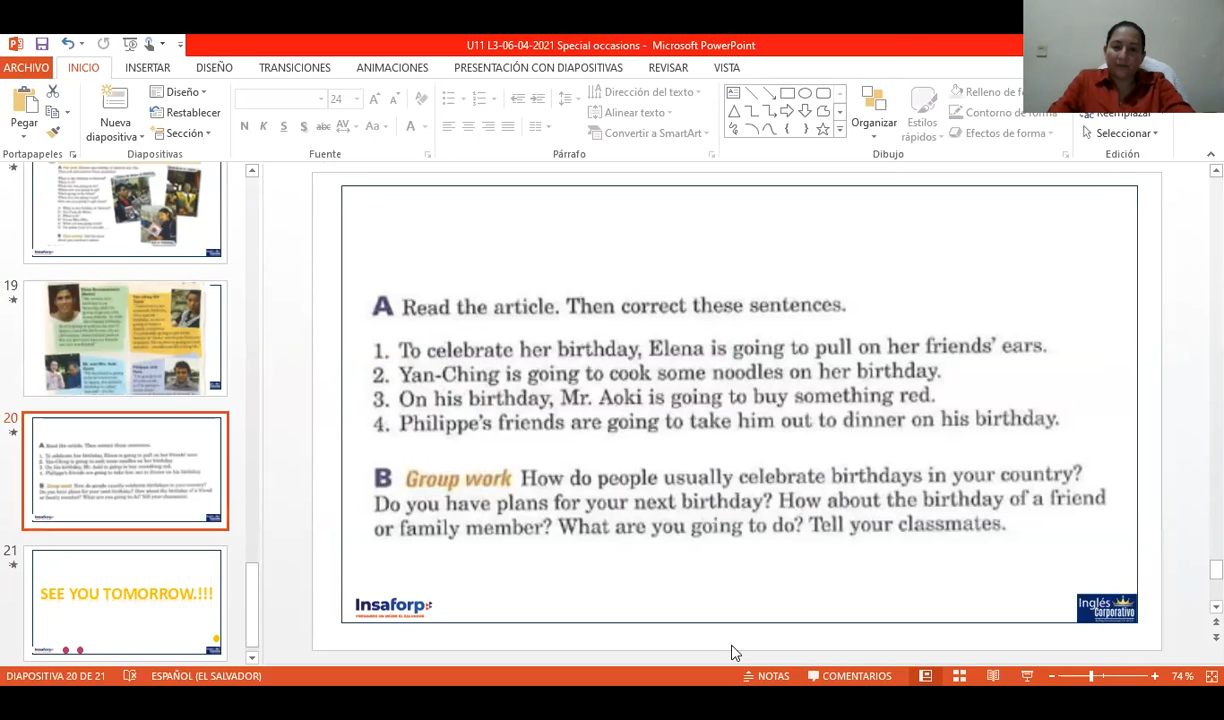 U11 L3-06-04-2021 Special occasions - Microsoft PowerPoint
ARCHIVO INICIO INSERTAR DISEÑO TRANSICIONES ANIMACIONES PRESENTACIÓN CON DIAPOSITIVAS REVISAR VISTA
Pegar
Nueva diapositiva
Diseño
Restablecer
Sección
24
N K S S abc AV Aa A
Dirección del texto
Alinear texto
Convertir a SmartArt
Organizar
Estilos rápidos
Relleno de
Contorno de
Efectos de forma
Reemplazar
Seleccionar
Portapapeles Diapositivas Fuente Párrafo Dibujo Edición
19
20
21
SEE YOU TOMORROW.!!!
A Read the article. Then correct these sentences.
1. To celebrate her birthday, Elena is going to pull on her friends' ears.
2. Yan-Ching is going to cook some noodles on her birthday.
3. On his birthday, Mr. Aoki is going to buy something red.
4. Philippe's friends are going to take him out to dinner on his birthday.
B Group work How do people usually celebrate birthdays in your country?
Do you have plans for your next birthday? How about the birthday of a friend
or family member? What are you going to do? Tell your classmates.
Insaforp
Inglés
Corporativo
DIAPOSITIVA 20 DE 21 ESPAÑOL (EL SALVADOR) NOTAS COMENTARIOS 74 %